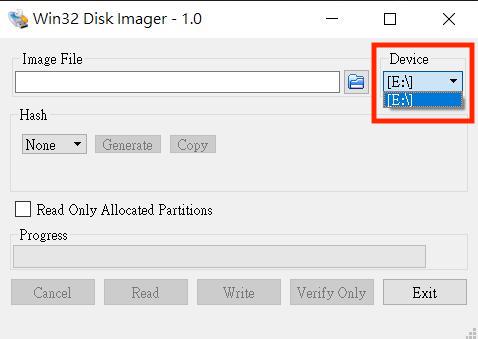 Win32 Disk Imager - 1.0
Image File
Device
[E:\]
[E:\]
Hash
None
Generate
Copy
Read Only Allocated Partitions
Progress
Cancel
Read
Write
Verify Only
Exit